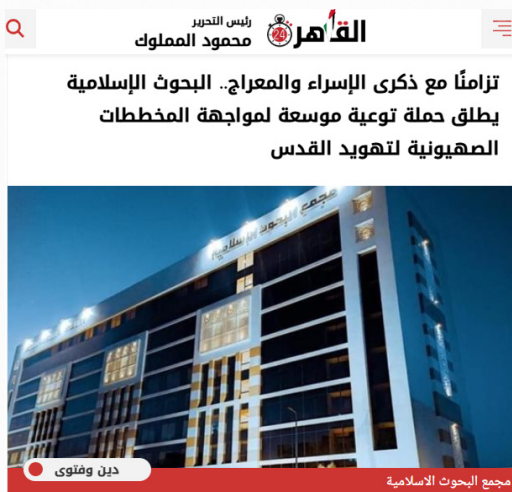 رئيس التحرير
محمود المملوك
القاهرة 24
تزامنًا مع ذكرى الإسراء والمعراج.. البحوث الإسلامية
يطلق حملة توعية موسعة لمواجهة المخططات
الصهيونية لتهويد القدس
مجمع البحوث الإسلامية
دين وفتوى
مجمع البحوث الاسلامية